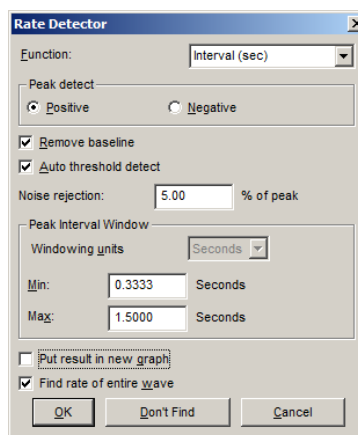 Rate Detector
Function: Interval (sec)
Peak detect
Positive Negative
Remove baseline
Auto threshold detect
Noise rejection: 5.00 % of peak
Peak Interval Window
Windowing units Seconds
Min: 0.3333 Seconds
Max: 1.5000 Seconds
Put result in new graph
Find rate of entire wave
OK Don't Find Cancel